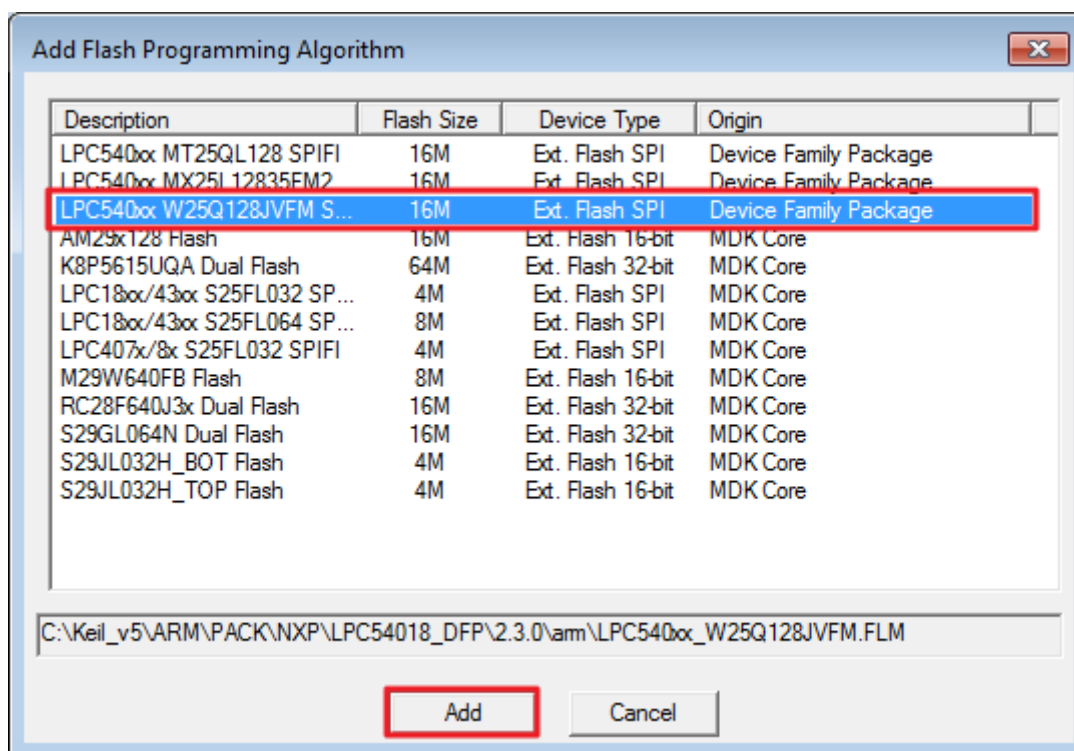 Add Flash Programming Algorithm
Description Flash Size Device Type Origin
LPC540xx MT25QL128 SPIFI 16M Ext. Flash SPI Device Family Package
LPC540xx MX25L12835FM2 16M Ext. Flash SPI Device Family Package
LPC540xx W25Q128JVFM S... 16M Ext. Flash SPI Device Family Package
AM29x128 Flash 16M Ext. Flash 16-bit MDK Core
K8P5615UQA Dual Flash 64M Ext. Flash 32-bit MDK Core
LPC18xx/43xx S25FL032 SP... 4M Ext. Flash SPI MDK Core
LPC18xx/43xx S25FL064 SP... 8M Ext. Flash SPI MDK Core
LPC407x/8x S25FL032 SPIFI 4M Ext. Flash SPI MDK Core
M29W640FB Flash 8M Ext. Flash 16-bit MDK Core
RC28F640J3x Dual Flash 16M Ext. Flash 32-bit MDK Core
S29GL064N Dual Flash 16M Ext. Flash 32-bit MDK Core
S29JL032H_BOT Flash 4M Ext. Flash 16-bit MDK Core
S29JL032H_TOP Flash 4M Ext. Flash 16-bit MDK Core
C:\Keil_v5\ARM\PACK\NXP\LPC54018_DFP\2.3.0\arm\LPC540xx_W25Q128JVFM.FLM
Add Cancel